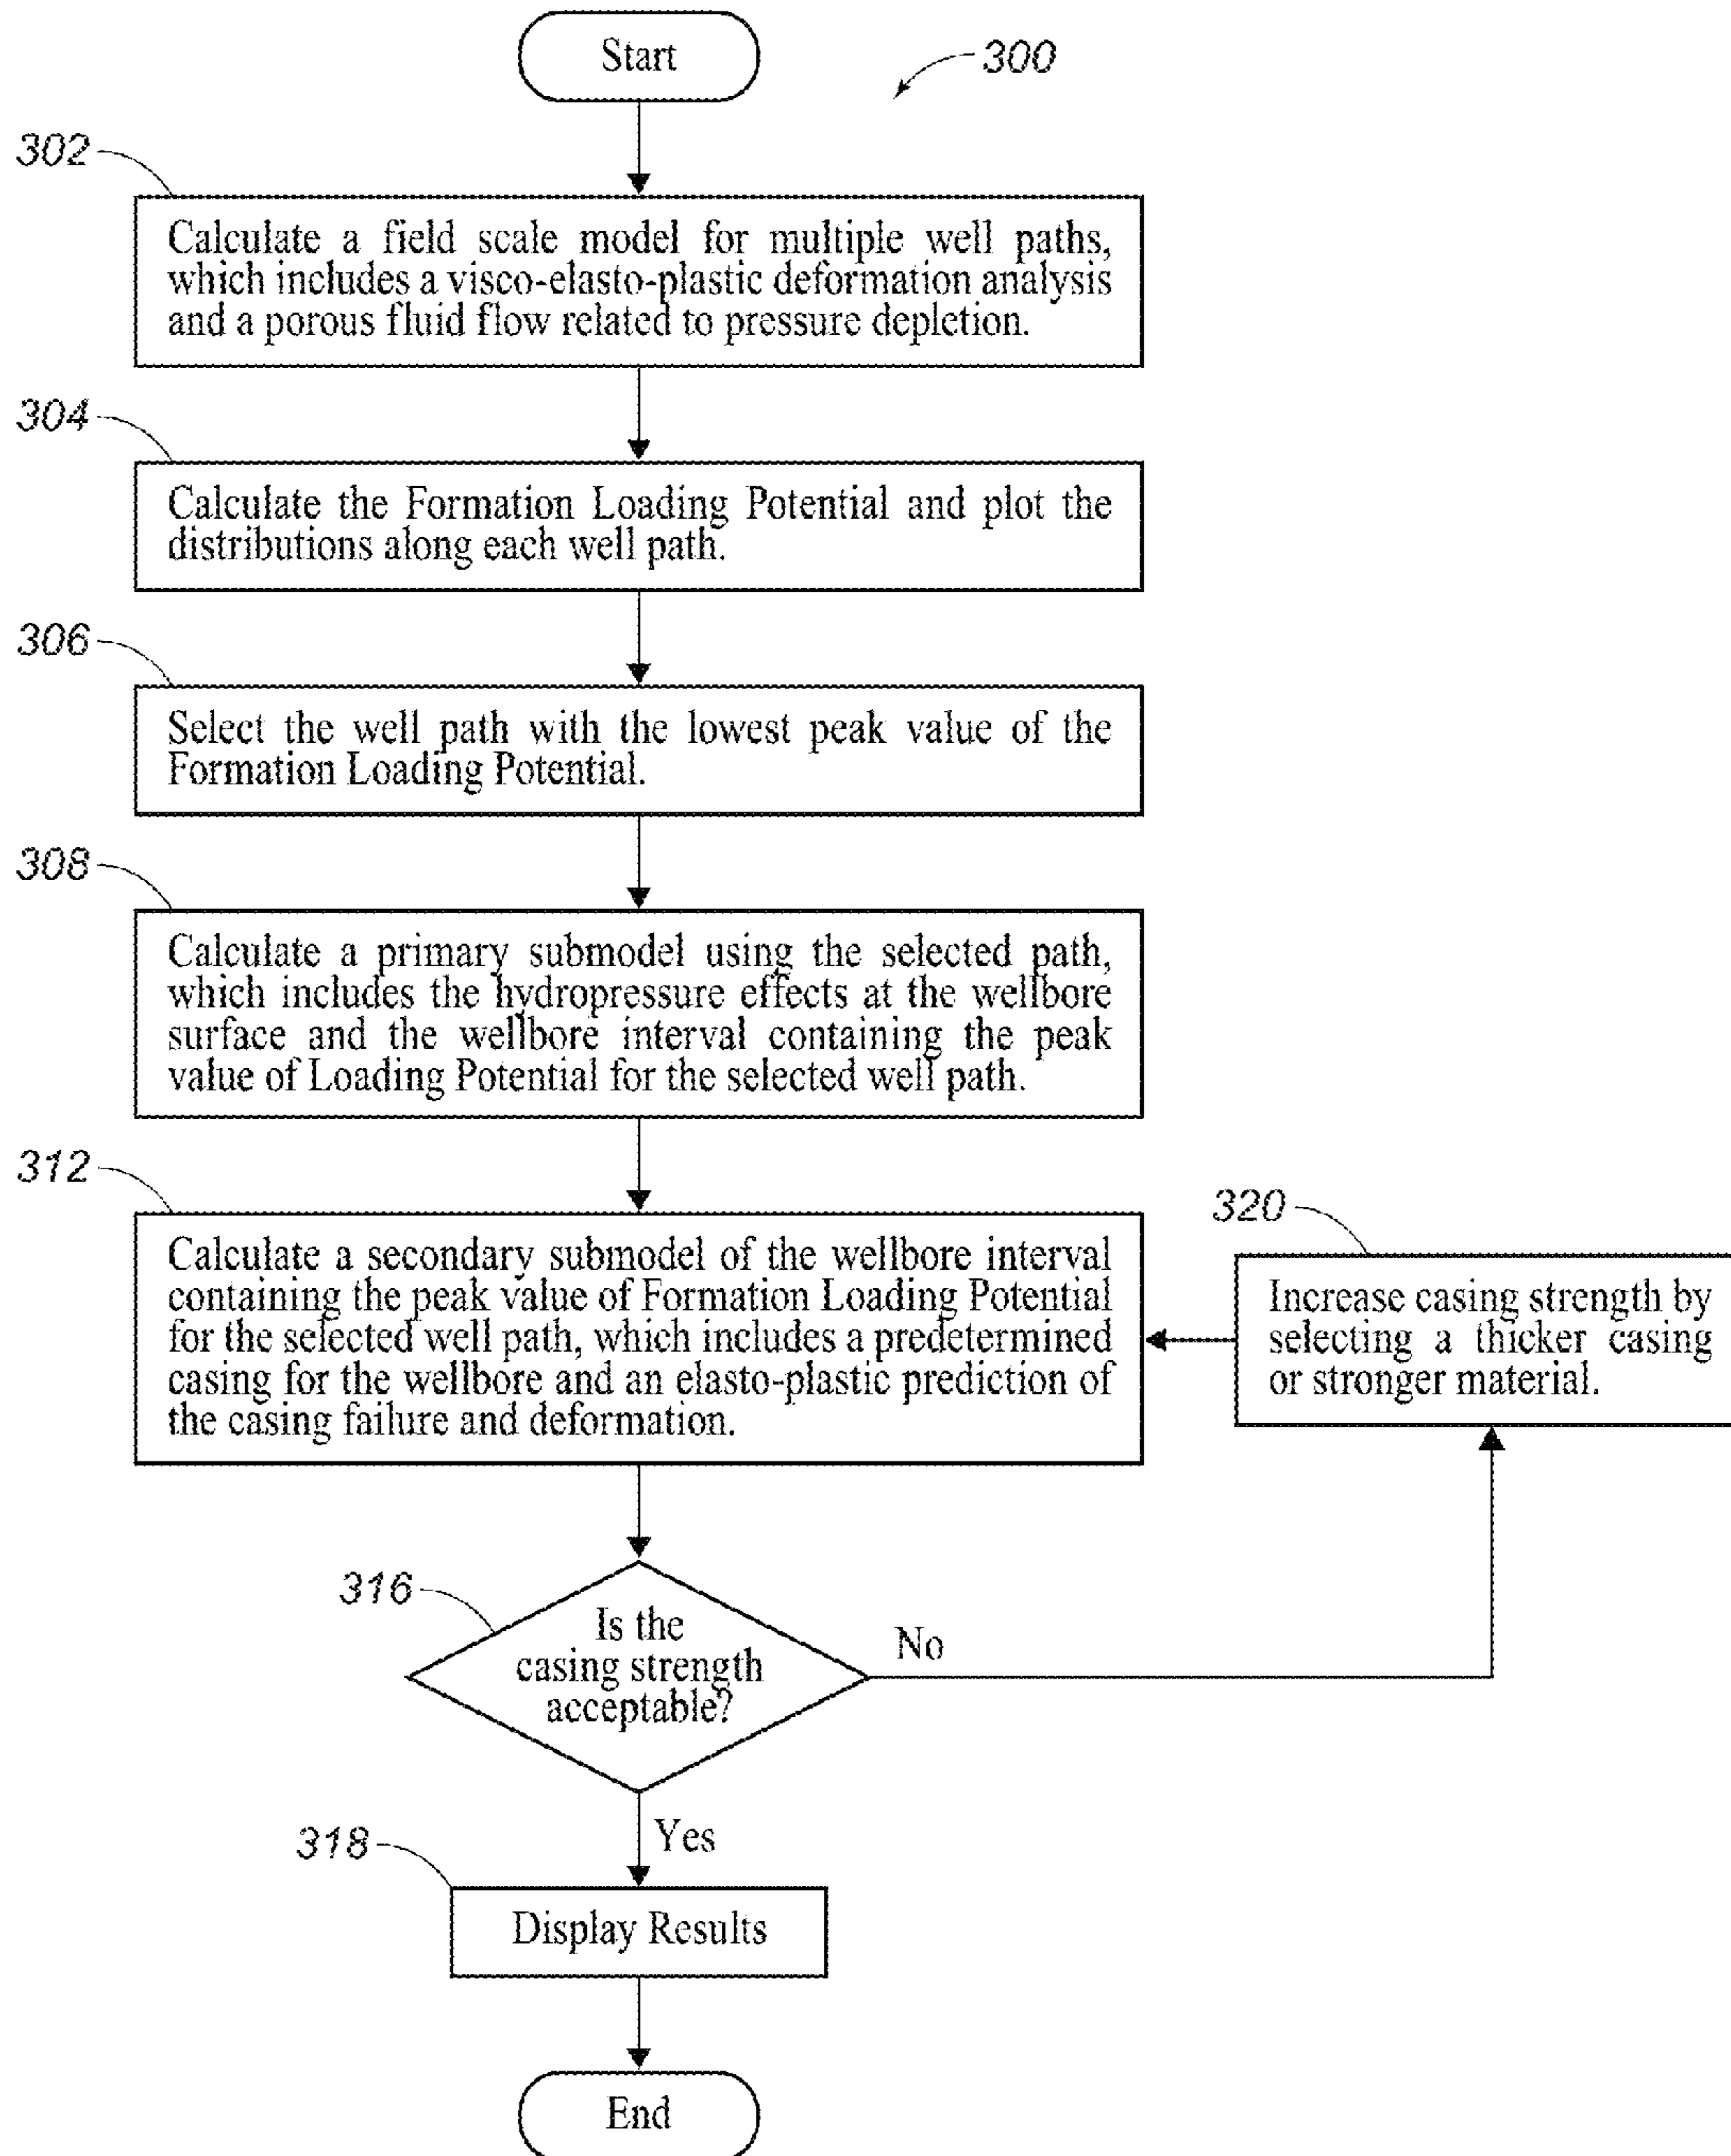 Start
300
302
Calculate a field scale model for multiple well paths,
which includes a visco-elasto-plastic deformation analysis
and a porous fluid flow related to pressure depletion.
304
Calculate the Formation Loading Potential and plot the
distributions along each well path.
306
Select the well path with the lowest peak value of the
Formation Loading Potential.
308
Calculate a primary submodel using the selected path,
which includes the hydropressure effects at the wellbore
surface and the wellbore interval containing the peak
value of Loading Potential for the selected well path.
312
Calculate a secondary submodel of the wellbore interval
containing the peak value of Formation Loading Potential
for the selected well path, which includes a predetermined
casing for the wellbore and an elasto-plastic prediction of
the casing failure and deformation.
320
Increase casing strength by
selecting a thicker casing
or stronger material.
316
Is the
casing strength
acceptable?
No
Yes
318
Display Results
End